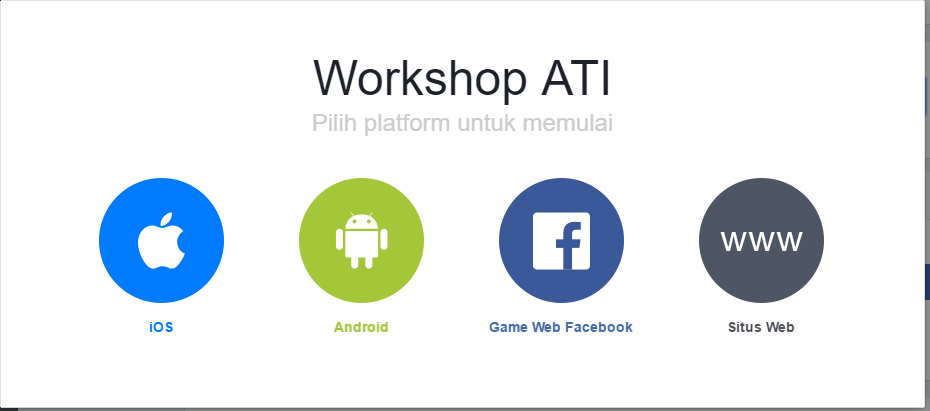 Workshop ATI
Pilih platform untuk memulai
www
iOS
Android
Game Web Facebook
Situs Web